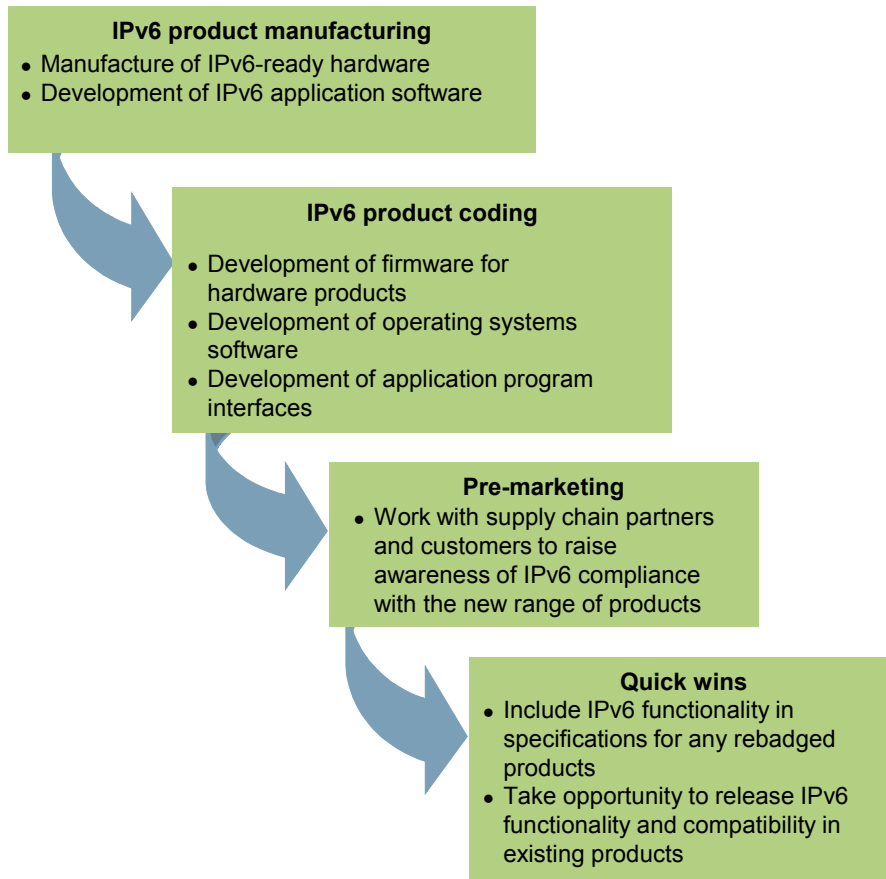 IPv6 product manufacturing
• Manufacture of IPv6-ready hardware
• Development of IPv6 application software
IPv6 product coding
• Development of firmware for
hardware products
• Development of operating systems
software
• Development of application program
interfaces
Pre-marketing
• Work with supply chain partners
and customers to raise
awareness of IPv6 compliance
with the new range of products
Quick wins
• Include IPv6 functionality in
specifications for any rebadged
products
• Take opportunity to release IPv6
functionality and compatibility in
existing products